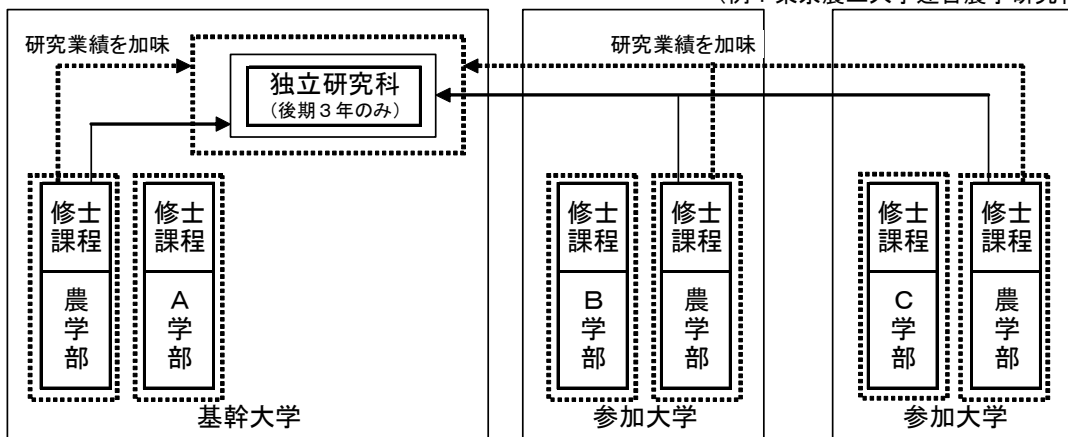 研究業績を加味
研究業績を加味
独立研究科
(後期3年のみ)
修士
課程
農
学
部
修士
課程
A
学
部
修士
課程
B
学
部
修士
課程
農
学
部
修士
課程
C
学
部
修士
課程
農
学
部
基幹大学
参加大学
参加大学